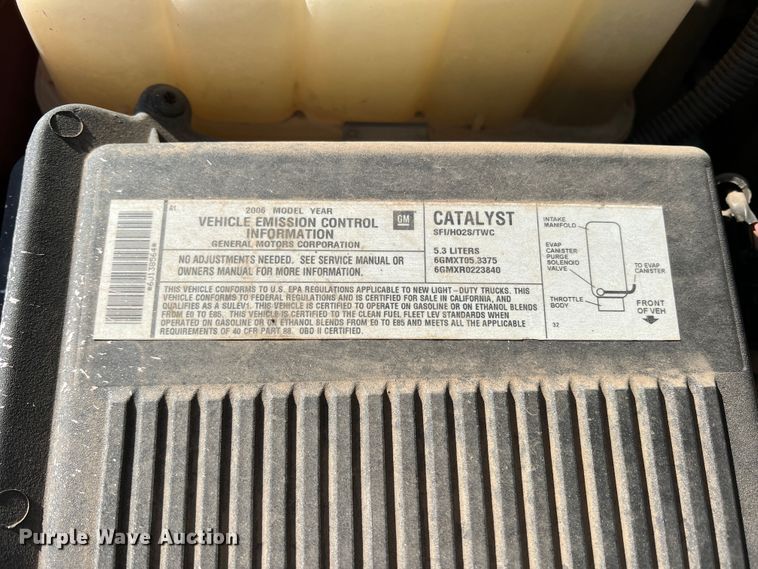 A1
2006 MODEL YEAR
VEHICLE EMISSION CONTROL
INFORMATION
GENERAL MOTORS CORPORATION
GM
NO ADJUSTMENTS NEEDED. SEE SERVICE MANUAL OR
OWNERS MANUAL FOR MORE INFORMATION.
CATALYST
SFI/HO2S/TWC
5.3 LITERS
6GMXT05.3375
6GMXR0223840
THIS VEHICLE CONFORMS TO U.S. EPA REGULATIONS APPLICABLE TO NEW LIGHT-DUTY TRUCKS. THIS
VEHICLE CONFORMS TO FEDERAL REGULATIONS AND IS CERTIFIED FOR SALE IN CALIFORNIA, AND
QUALIFIES AS A SULEV1. THIS VEHICLE IS CERTIFIED TO OPERATE ON GASOLINE OR ON ETHANOL BLENDS
FROM E0 TO E85. THIS VEHICLE IS CERTIFIED TO THE CLEAN FUEL FLEET LEV STANDARDS WHEN
OPERATED ON GASOLINE OR ON ETHANOL BLENDS FROM E0 TO E85 AND MEETS ALL THE APPLICABLE
REQUIREMENTS OF 40 CFR PART 88. OBD II CERTIFIED.
INTAKE
MANIFOLD
EVAP
CANISTER
PURGE
SOLENOID
VALVE
TO EVAP
CANISTER
THROTTLE
BODY
FRONT
OF VEH
32
Purple Wave Auction